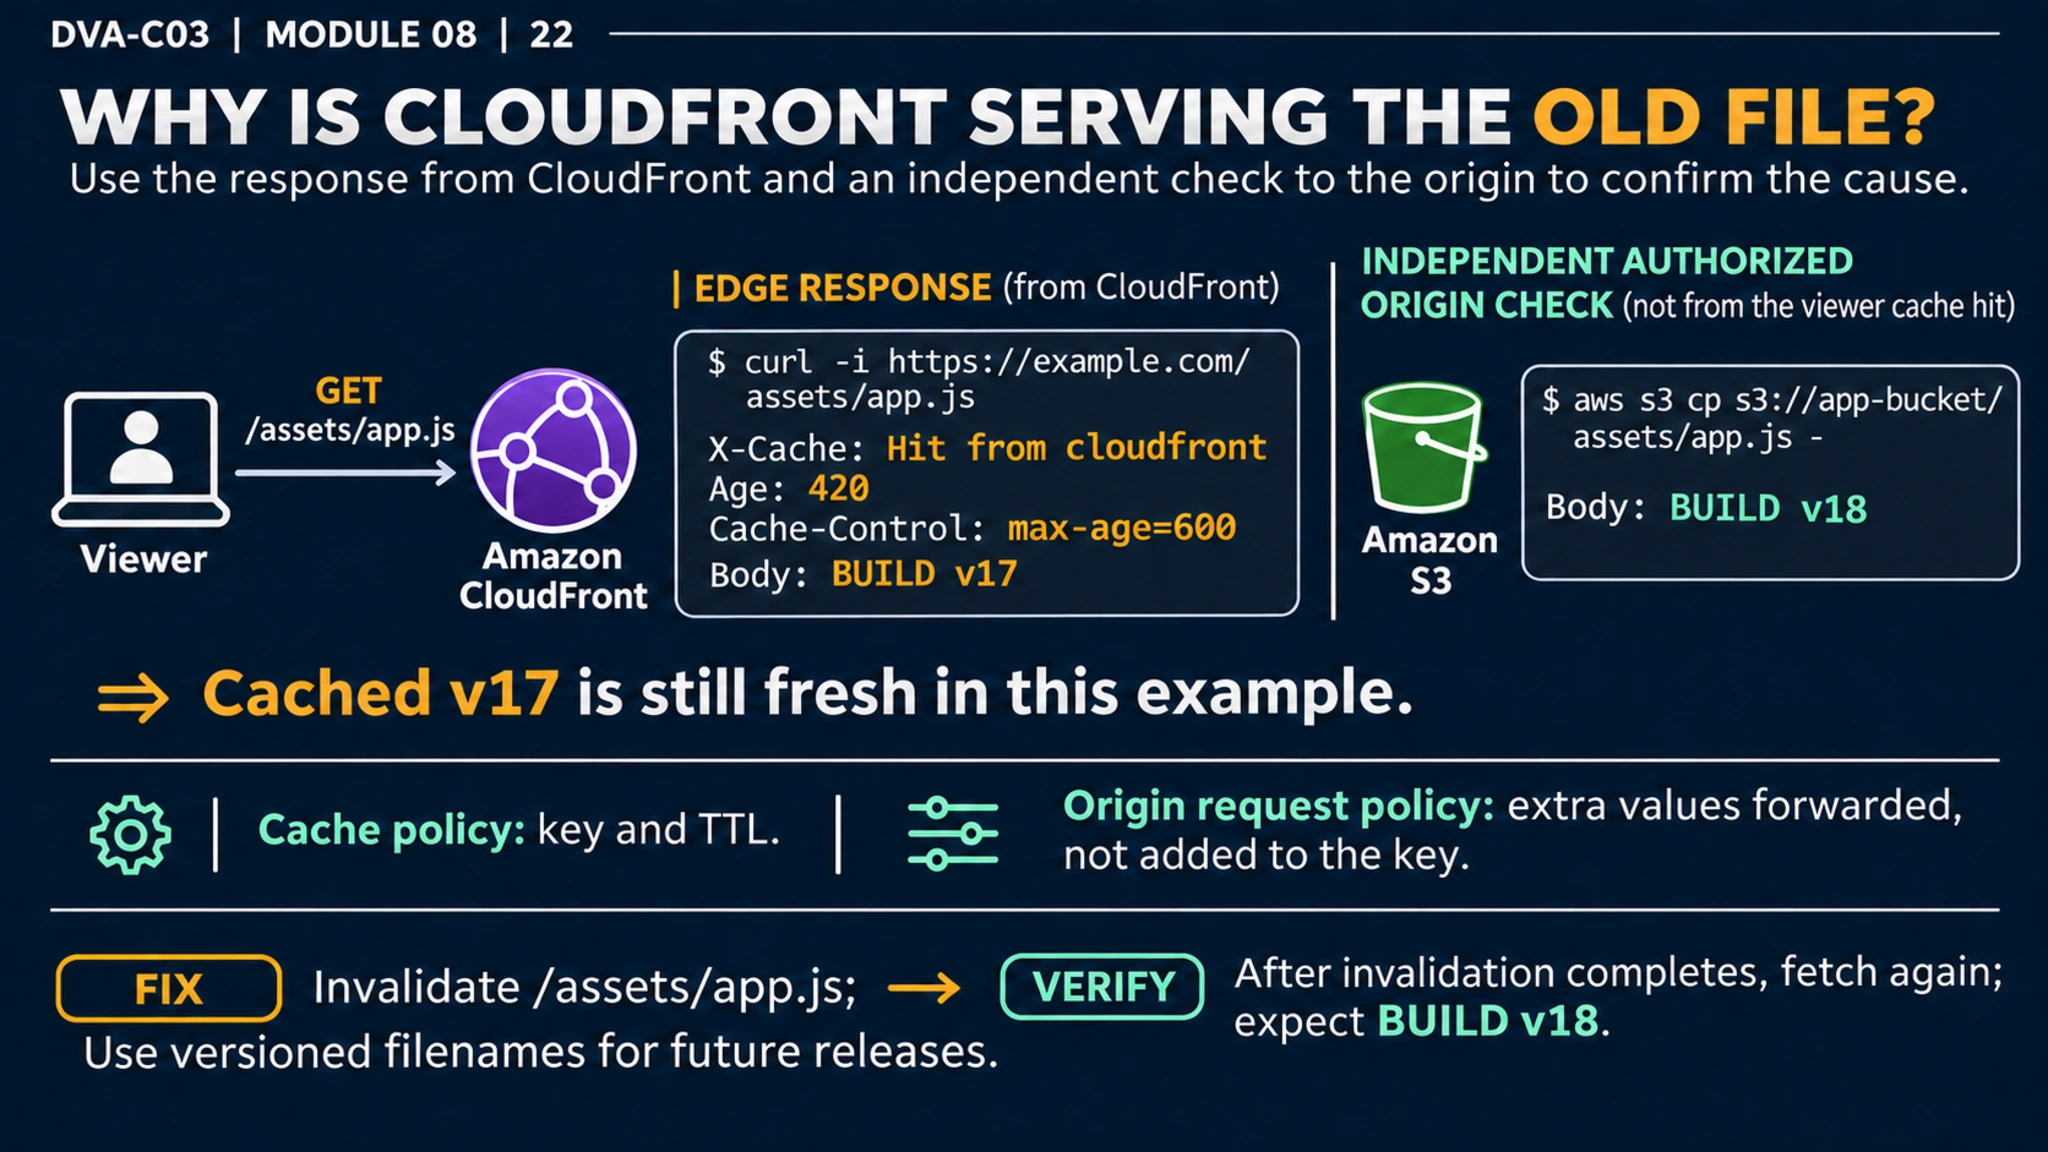 DVA-C03 | MODULE 08 | 22
WHY IS CLOUDFRONT SERVING THE OLD FILE?
Use the response from CloudFront and an independent check to the origin to confirm the cause.
GET
/assets/app.js
Viewer
Amazon
CloudFront
EDGE RESPONSE (from CloudFront)
$ curl -i https://example.com/
assets/app.js
X-Cache: Hit from cloudfront
Age: 420
Cache-Control: max-age=600
Body: BUILD v17
INDEPENDENT AUTHORIZED
ORIGIN CHECK (not from the viewer cache hit)
Amazon
S3
$ aws s3 cp s3://app-bucket/
assets/app.js -
Body: BUILD v18
⇒ Cached v17 is still fresh in this example.
Cache policy: key and TTL.
Origin request policy: extra values forwarded,
not added to the key.
FIX
Invalidate /assets/app.js;
Use versioned filenames for future releases.
VERIFY
After invalidation completes, fetch again;
expect BUILD v18.